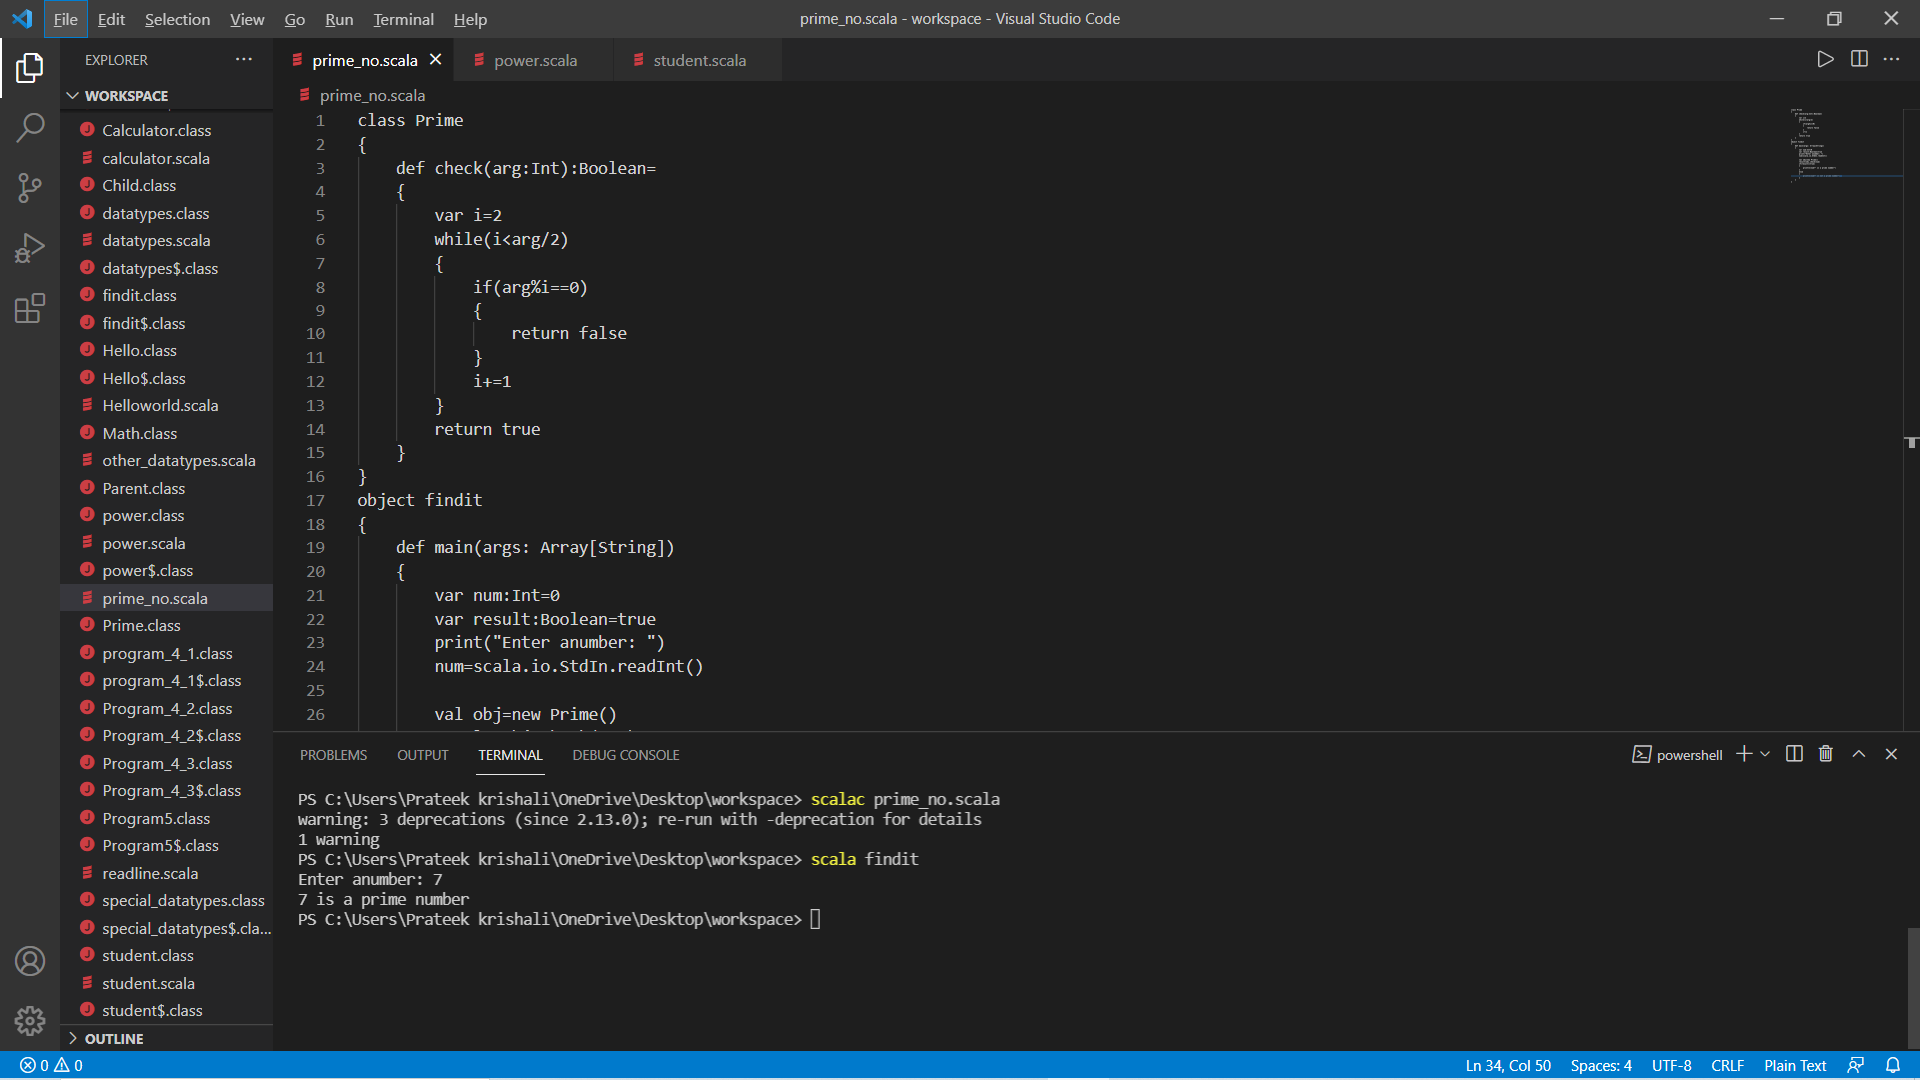 File Edit Selection View Go Run Terminal Help
prime_no.scala - workspace - Visual Studio Code
EXPLORER
WORKSPACE
Calculator.class
calculator.scala
Child.class
datatypes.class
datatypes.scala
datatypes$.class
findit.class
findit$.class
Hello.class
Hello$.class
Helloworld.scala
Math.class
other_datatypes.scala
Parent.class
power.class
power.scala
power$.class
prime_no.scala
Prime.class
program_4_1.class
program_4_1$.class
Program_4_2.class
Program_4_2$.class
Program_4_3.class
Program_4_3$.class
Program5.class
Program5$.class
readline.scala
special_datatypes.class
special_datatypes$.cla...
student.class
student.scala
student$.class
OUTLINE
prime_no.scala power.scala student.scala
prime_no.scala
1 class Prime
2 {
3 def check(arg:Int):Boolean=
4 {
5 var i=2
6 while(i<arg/2)
7 {
8 if(arg%i==0)
9 {
10 return false
11 }
12 i+=1
13 }
14 return true
15 }
16 }
17 object findit
18 {
19 def main(args: Array[String])
20 {
21 var num:Int=0
22 var result:Boolean=true
23 print("Enter anumber: ")
24 num=scala.io.StdIn.readInt()
25
26 val obj=new Prime()
PROBLEMS OUTPUT TERMINAL DEBUG CONSOLE
powershell
PS C:\Users\Prateek krishali\OneDrive\Desktop\workspace> scalac prime_no.scala
warning: 3 deprecations (since 2.13.0); re-run with -deprecation for details
1 warning
PS C:\Users\Prateek krishali\OneDrive\Desktop\workspace> scala findit
Enter anumber: 7
7 is a prime number
PS C:\Users\Prateek krishali\OneDrive\Desktop\workspace>
0 0
Ln 34, Col 50 Spaces: 4 UTF-8 CRLF Plain Text